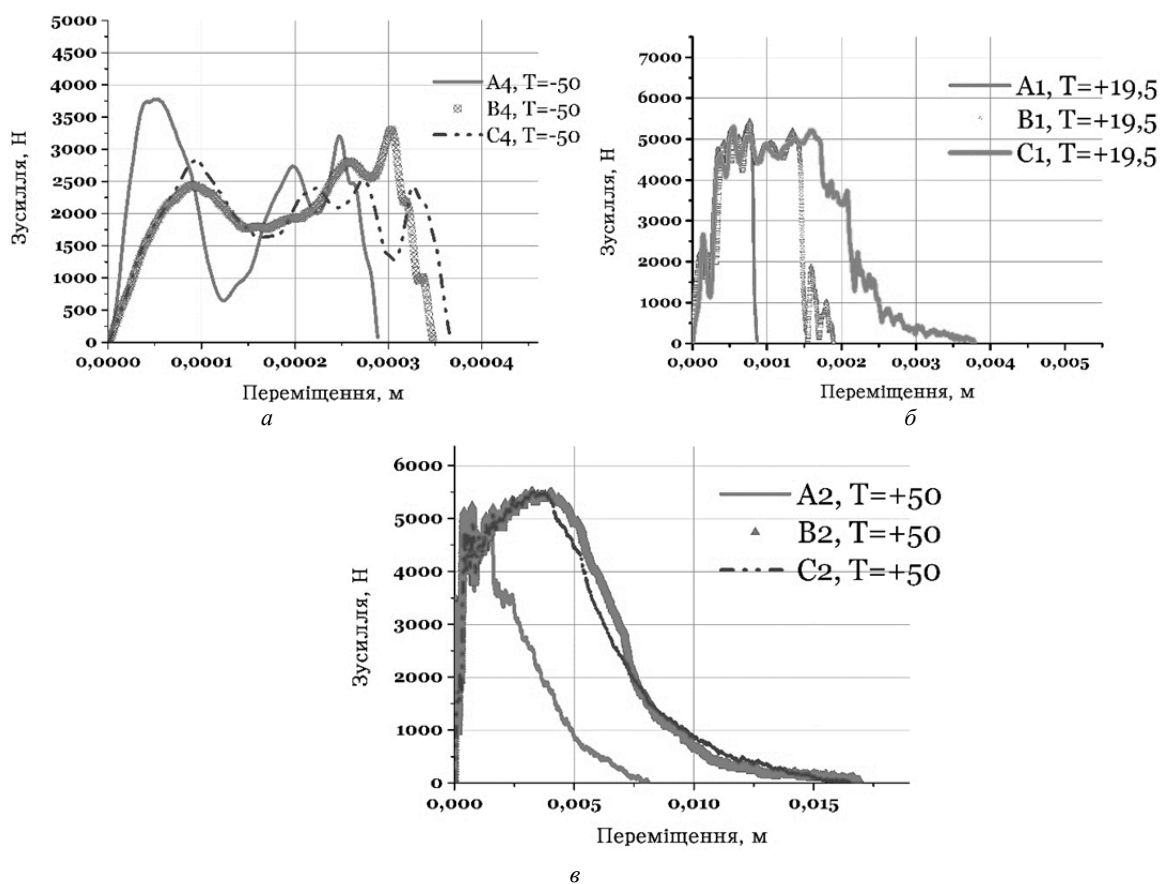 5000
4500
4000
3500
3000
2500
2000
1500
1000
500
0
Зусилля, Н
A4, T=-50
B4, T=-50
C4, T=-50
0,0000 0,0001 0,0002 0,0003 0,0004
Переміщення, м
а
7000
6000
5000
4000
3000
2000
1000
0
Зусилля, Н
A1, T=+19,5
B1, T=+19,5
C1, T=+19,5
0,000 0,001 0,002 0,003 0,004 0,005
Переміщення, м
б
6000
5000
4000
3000
2000
1000
0
Зусилля, Н
A2, T=+50
B2, T=+50
C2, T=+50
0,000 0,005 0,010 0,015
Переміщення, м
в